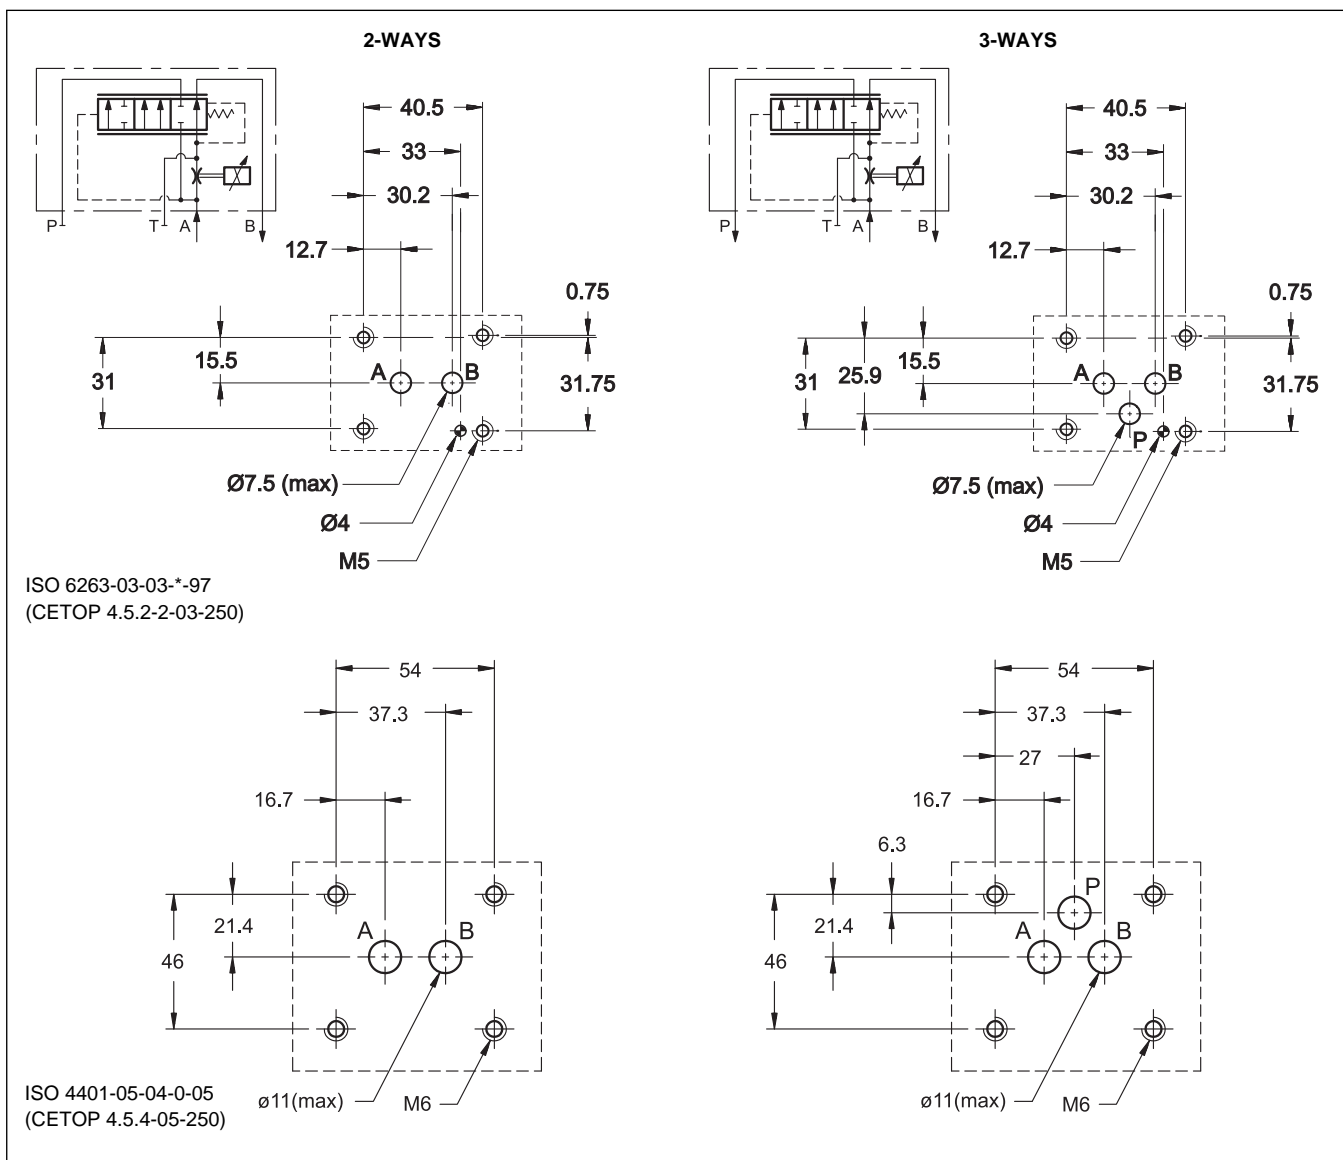 2-WAYS
3-WAYS
P
T
A
B
40.5
33
30.2
12.7
0.75
31
15.5
31.75
A
B
Ø7.5 (max)
Ø4
M5
P
T
A
B
40.5
33
30.2
12.7
0.75
31
25.9
15.5
31.75
A
B
P
Ø7.5 (max)
Ø4
M5
ISO 6263-03-03-*-97
(CETOP 4.5.2-2-03-250)
54
37.3
16.7
21.4
46
A
B
ø11(max)
M6
54
37.3
27
16.7
6.3
21.4
46
P
A
B
ø11(max)
M6
ISO 4401-05-04-0-05
(CETOP 4.5.4-05-250)